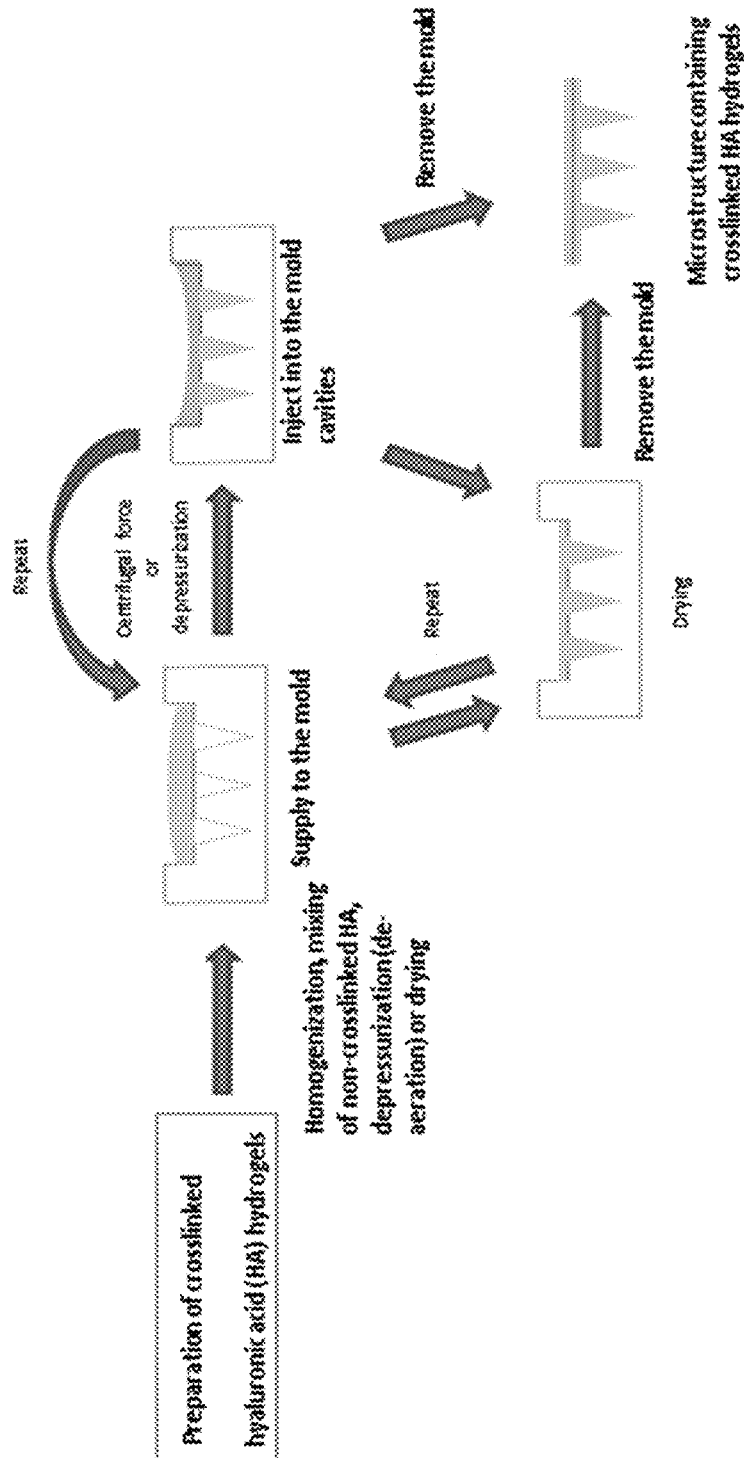 Preparation of crosslinked
hyaluronic acid (HA) hydrogels
Homogenization, mixing
of non-crosslinked HA,
depressurization (de-
aeration) or drying
Supply to the mold
Repeat
Centrifugal force
or
depressurization
Inject into the mold
cavities
Repeat
Drying
Remove the mold
Remove the mold
Microstructure containing
crosslinked HA hydrogels